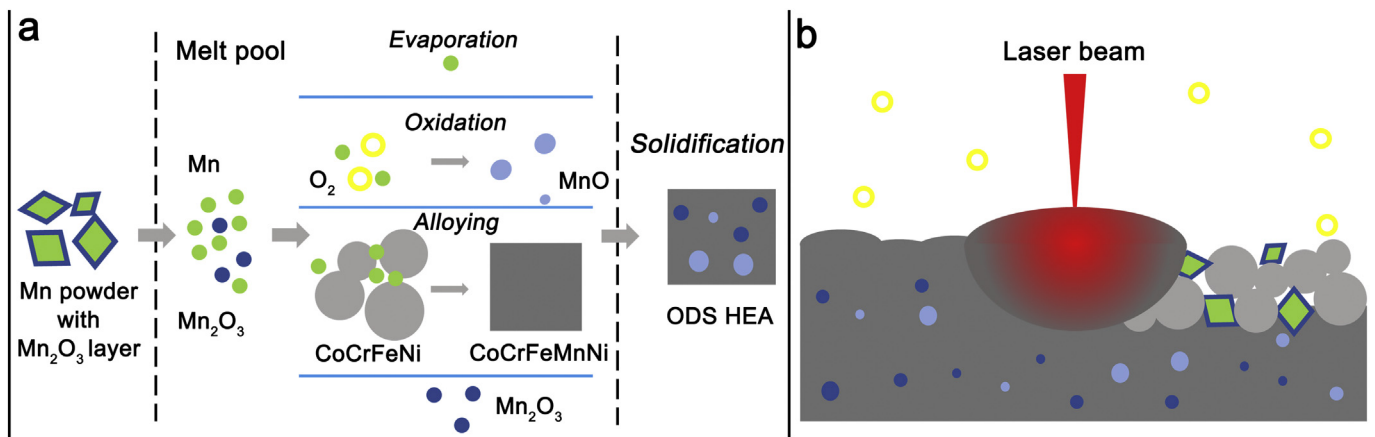 a
Melt pool
Evaporation
Oxidation
Mn
O₂
MnO
Alloying
Mn powder
with
Mn₂O₃ layer
Mn₂O₃
CoCrFeNi
CoCrFeMnNi
Mn₂O₃
Solidification
ODS HEA
b
Laser beam